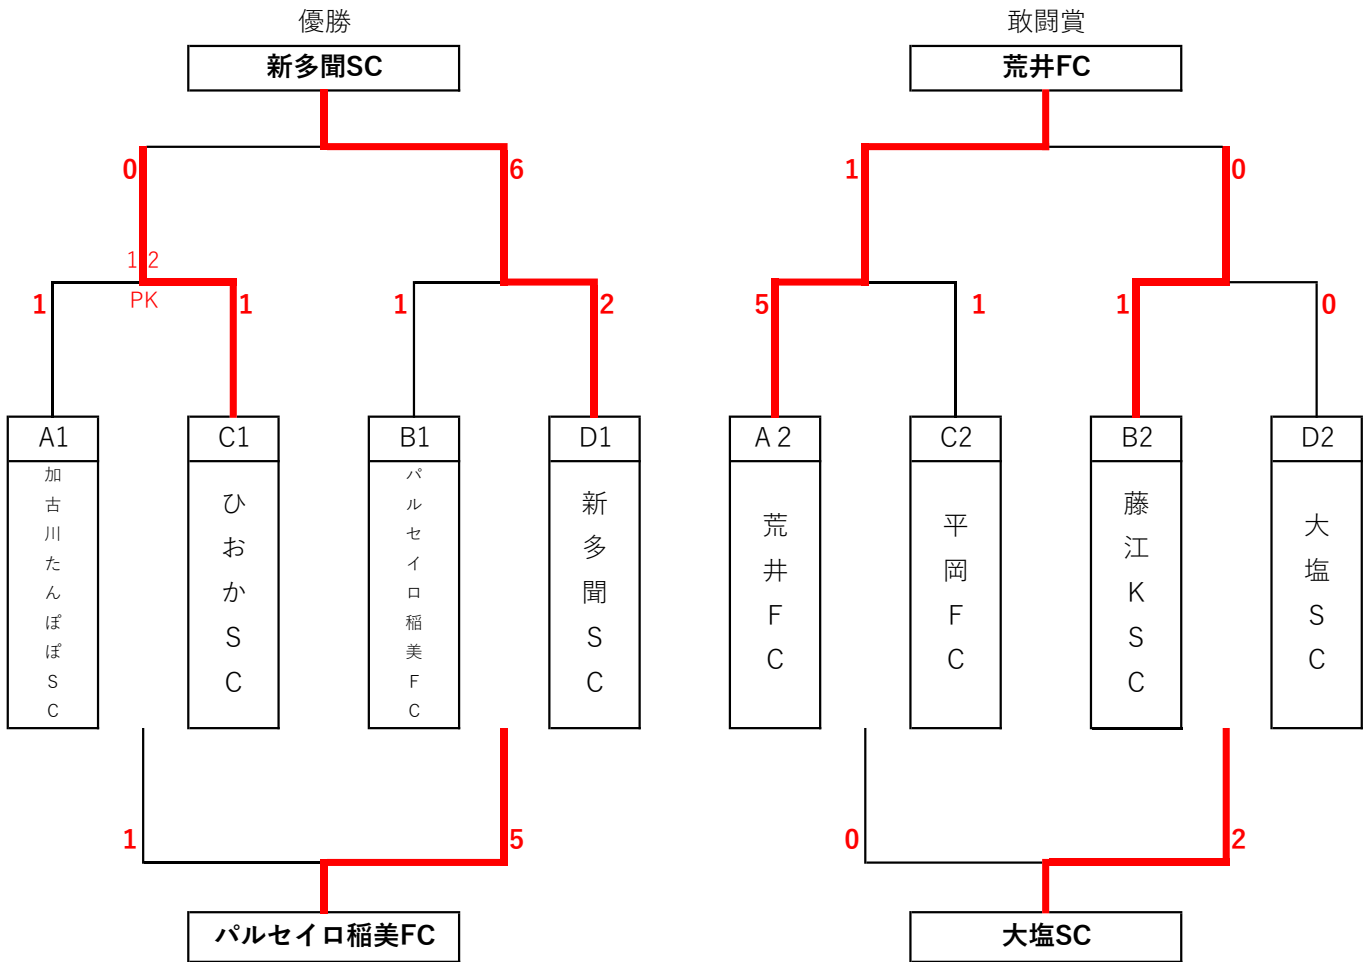 優勝
敢闘賞
新多聞SC
荒井FC
0
6
1
0
1 2
PK
1
1
1
2
5
1
1
0
A1
C1
B1
D1
A 2
C2
B2
D2
加古川たんぽぽSC
ひおかSC
パルセイロ稲美FC
新多聞SC
荒井FC
平岡FC
藤江KSC
大塩SC
1
5
0
2
パルセイロ稲美FC
大塩SC